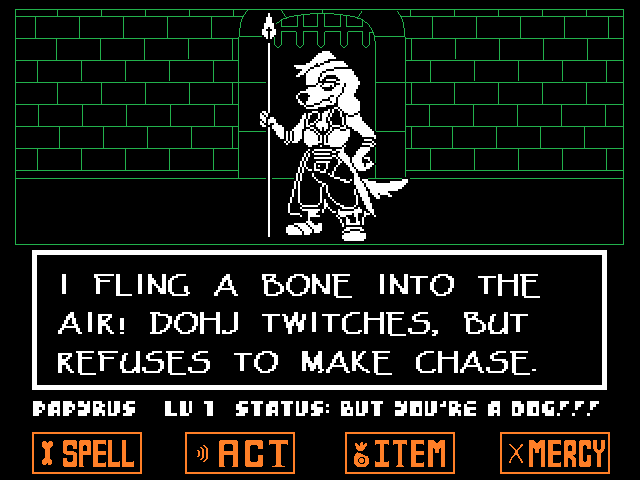 I FLING A BONE INTO THE
AIR! DOHJ TWITCHES, BUT
REFUSES TO MAKE CHASE.
PAPYRUS LV 1 STATUS: BUT YOU'RE A DOG!!!
SPELL ACT ITEM MERCY